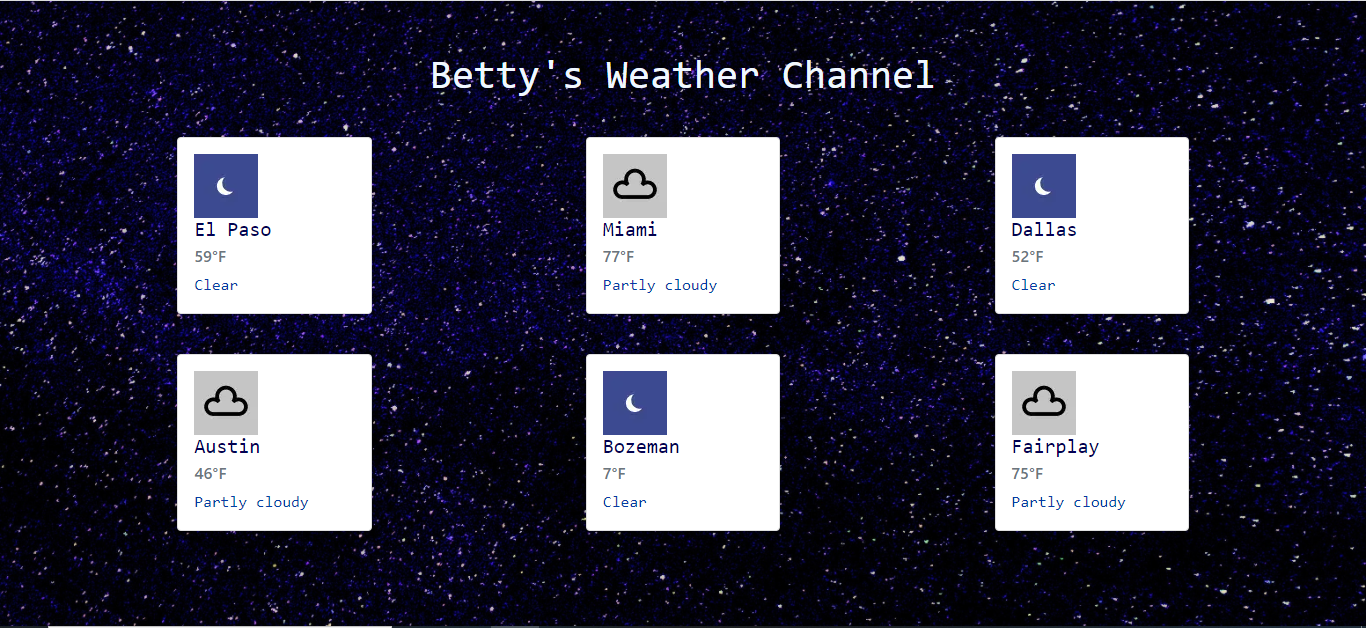 Betty's Weather Channel
El Paso
59°F
Clear
Miami
77°F
Partly cloudy
Dallas
52°F
Clear
Austin
46°F
Partly cloudy
Bozeman
7°F
Clear
Fairplay
75°F
Partly cloudy